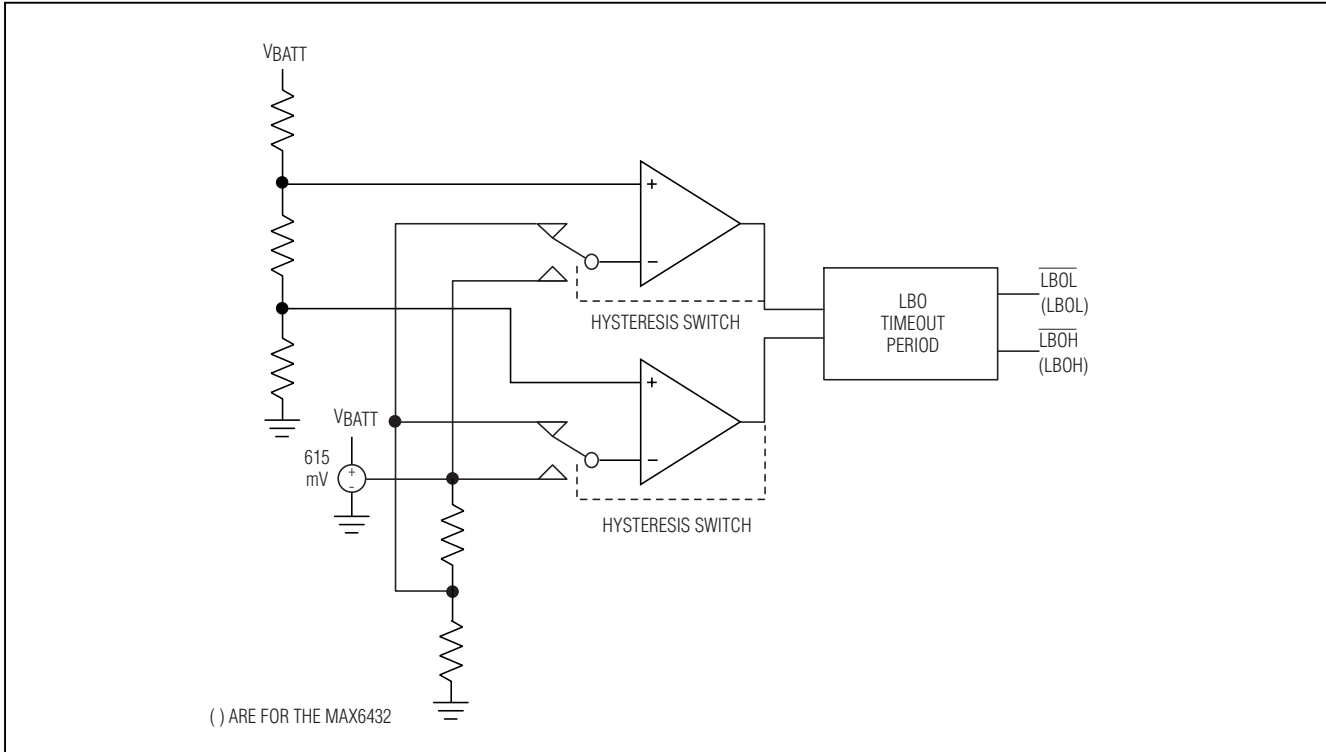 VBATT
+
−
HYSTERESIS SWITCH
LBO
TIMEOUT
PERIOD
LBOL
(LBOL)
LBOH
(LBOH)
+
−
VBATT
615
mV
+
-
HYSTERESIS SWITCH
( ) ARE FOR THE MAX6432